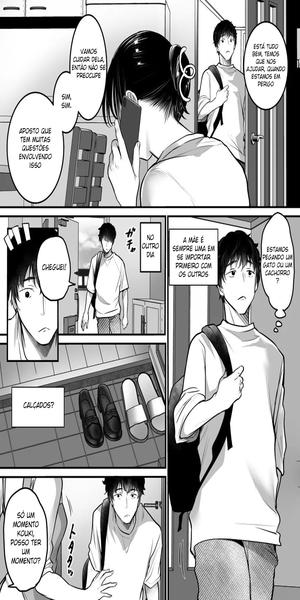 ESTÁ TUDO
BEM, TEMOS
QUE NOS
AJUDAR, QUANDO
ESTAMOS EM
PERIGO
VAMOS
CUIDAR DELA,
ENTÃO NÃO SE
PREOCUPE
SIM,
SIM.
APOSTO QUE
TEM MUITAS
QUESTÕES
ENVOLVENDO
ISSO
ESTAMOS
PEGANDO UM
GATO OU UM
CACHORRO
?
A MÃE É
SEMPRE UMA EM
SE IMPORTAR
PRIMEIRO COM
OS OUTROS
NO
OUTRO
DIA
ガチャ
CHEGUEI!
CALÇADOS?
SÓ UM
MOMENTO
KOUKI,
POSSO TER
UM
MOMENTO?